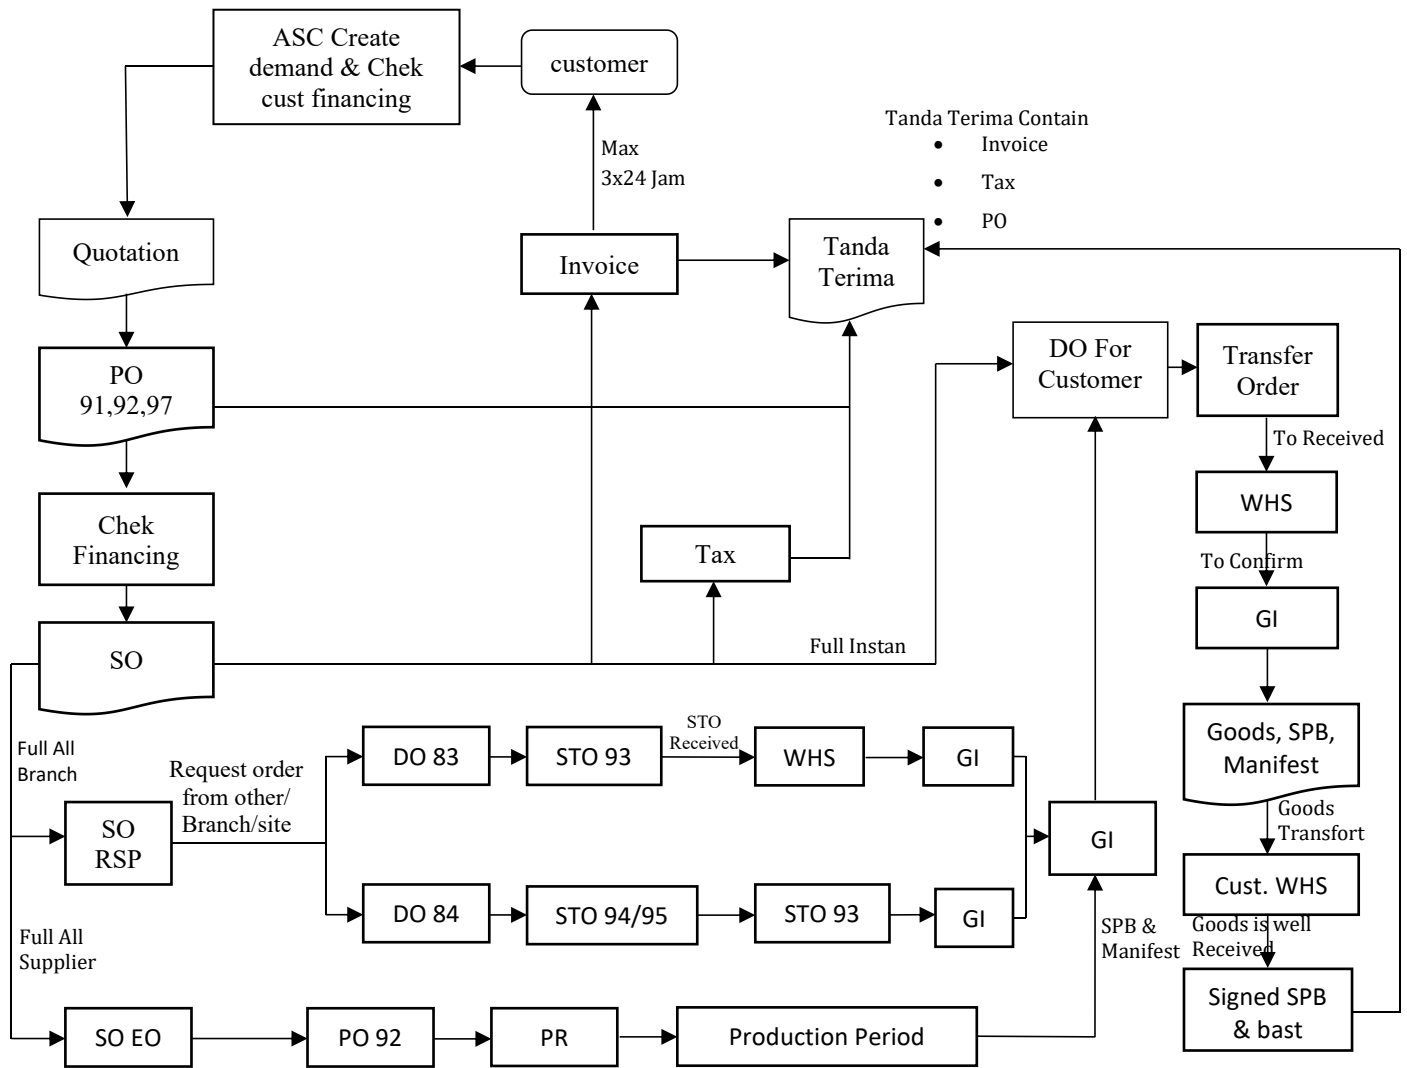 ASC Create
demand & Chek
cust financing
customer
Tanda Terima Contain
• Invoice
• Tax
• PO
Max
3x24 Jam
Quotation
Invoice
Tanda
Terima
PO
91,92,97
DO For
Customer
Transfer
Order
To Received
WHS
Chek
Financing
Tax
To Confirm
GI
SO
Full Instan
Goods, SPB,
Manifest
Full All
Branch
Request order
from other/
Branch/site
DO 83
STO 93
STO
Received
WHS
GI
SO
RSP
GI
Goods
Transfort
Cust. WHS
DO 84
STO 94/95
STO 93
GI
SPB &
Manifest
Goods is well
Received
Full All
Supplier
Signed SPB
& bast
SO EO
PO 92
PR
Production Period